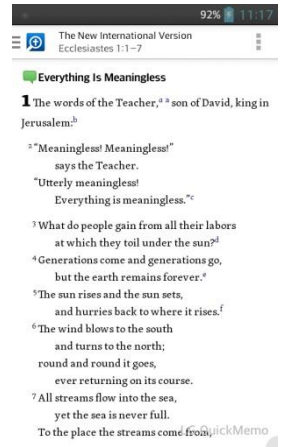 92% 11:17
The New International Version
Ecclesiastes 1:1–7
Everything Is Meaningless
1 The words of the Teacher,a a son of David, king in
Jerusalem:b
2 “Meaningless! Meaningless!”
says the Teacher.
“Utterly meaningless!
Everything is meaningless.”c
3 What do people gain from all their labors
at which they toil under the sun?d
4 Generations come and generations go,
but the earth remains forever.e
5 The sun rises and the sun sets,
and hurries back to where it rises.f
6 The wind blows to the south
and turns to the north;
round and round it goes,
ever returning on its course.
7 All streams flow into the sea,
yet the sea is never full.
To the place the streams come from,
LG QuickMemo